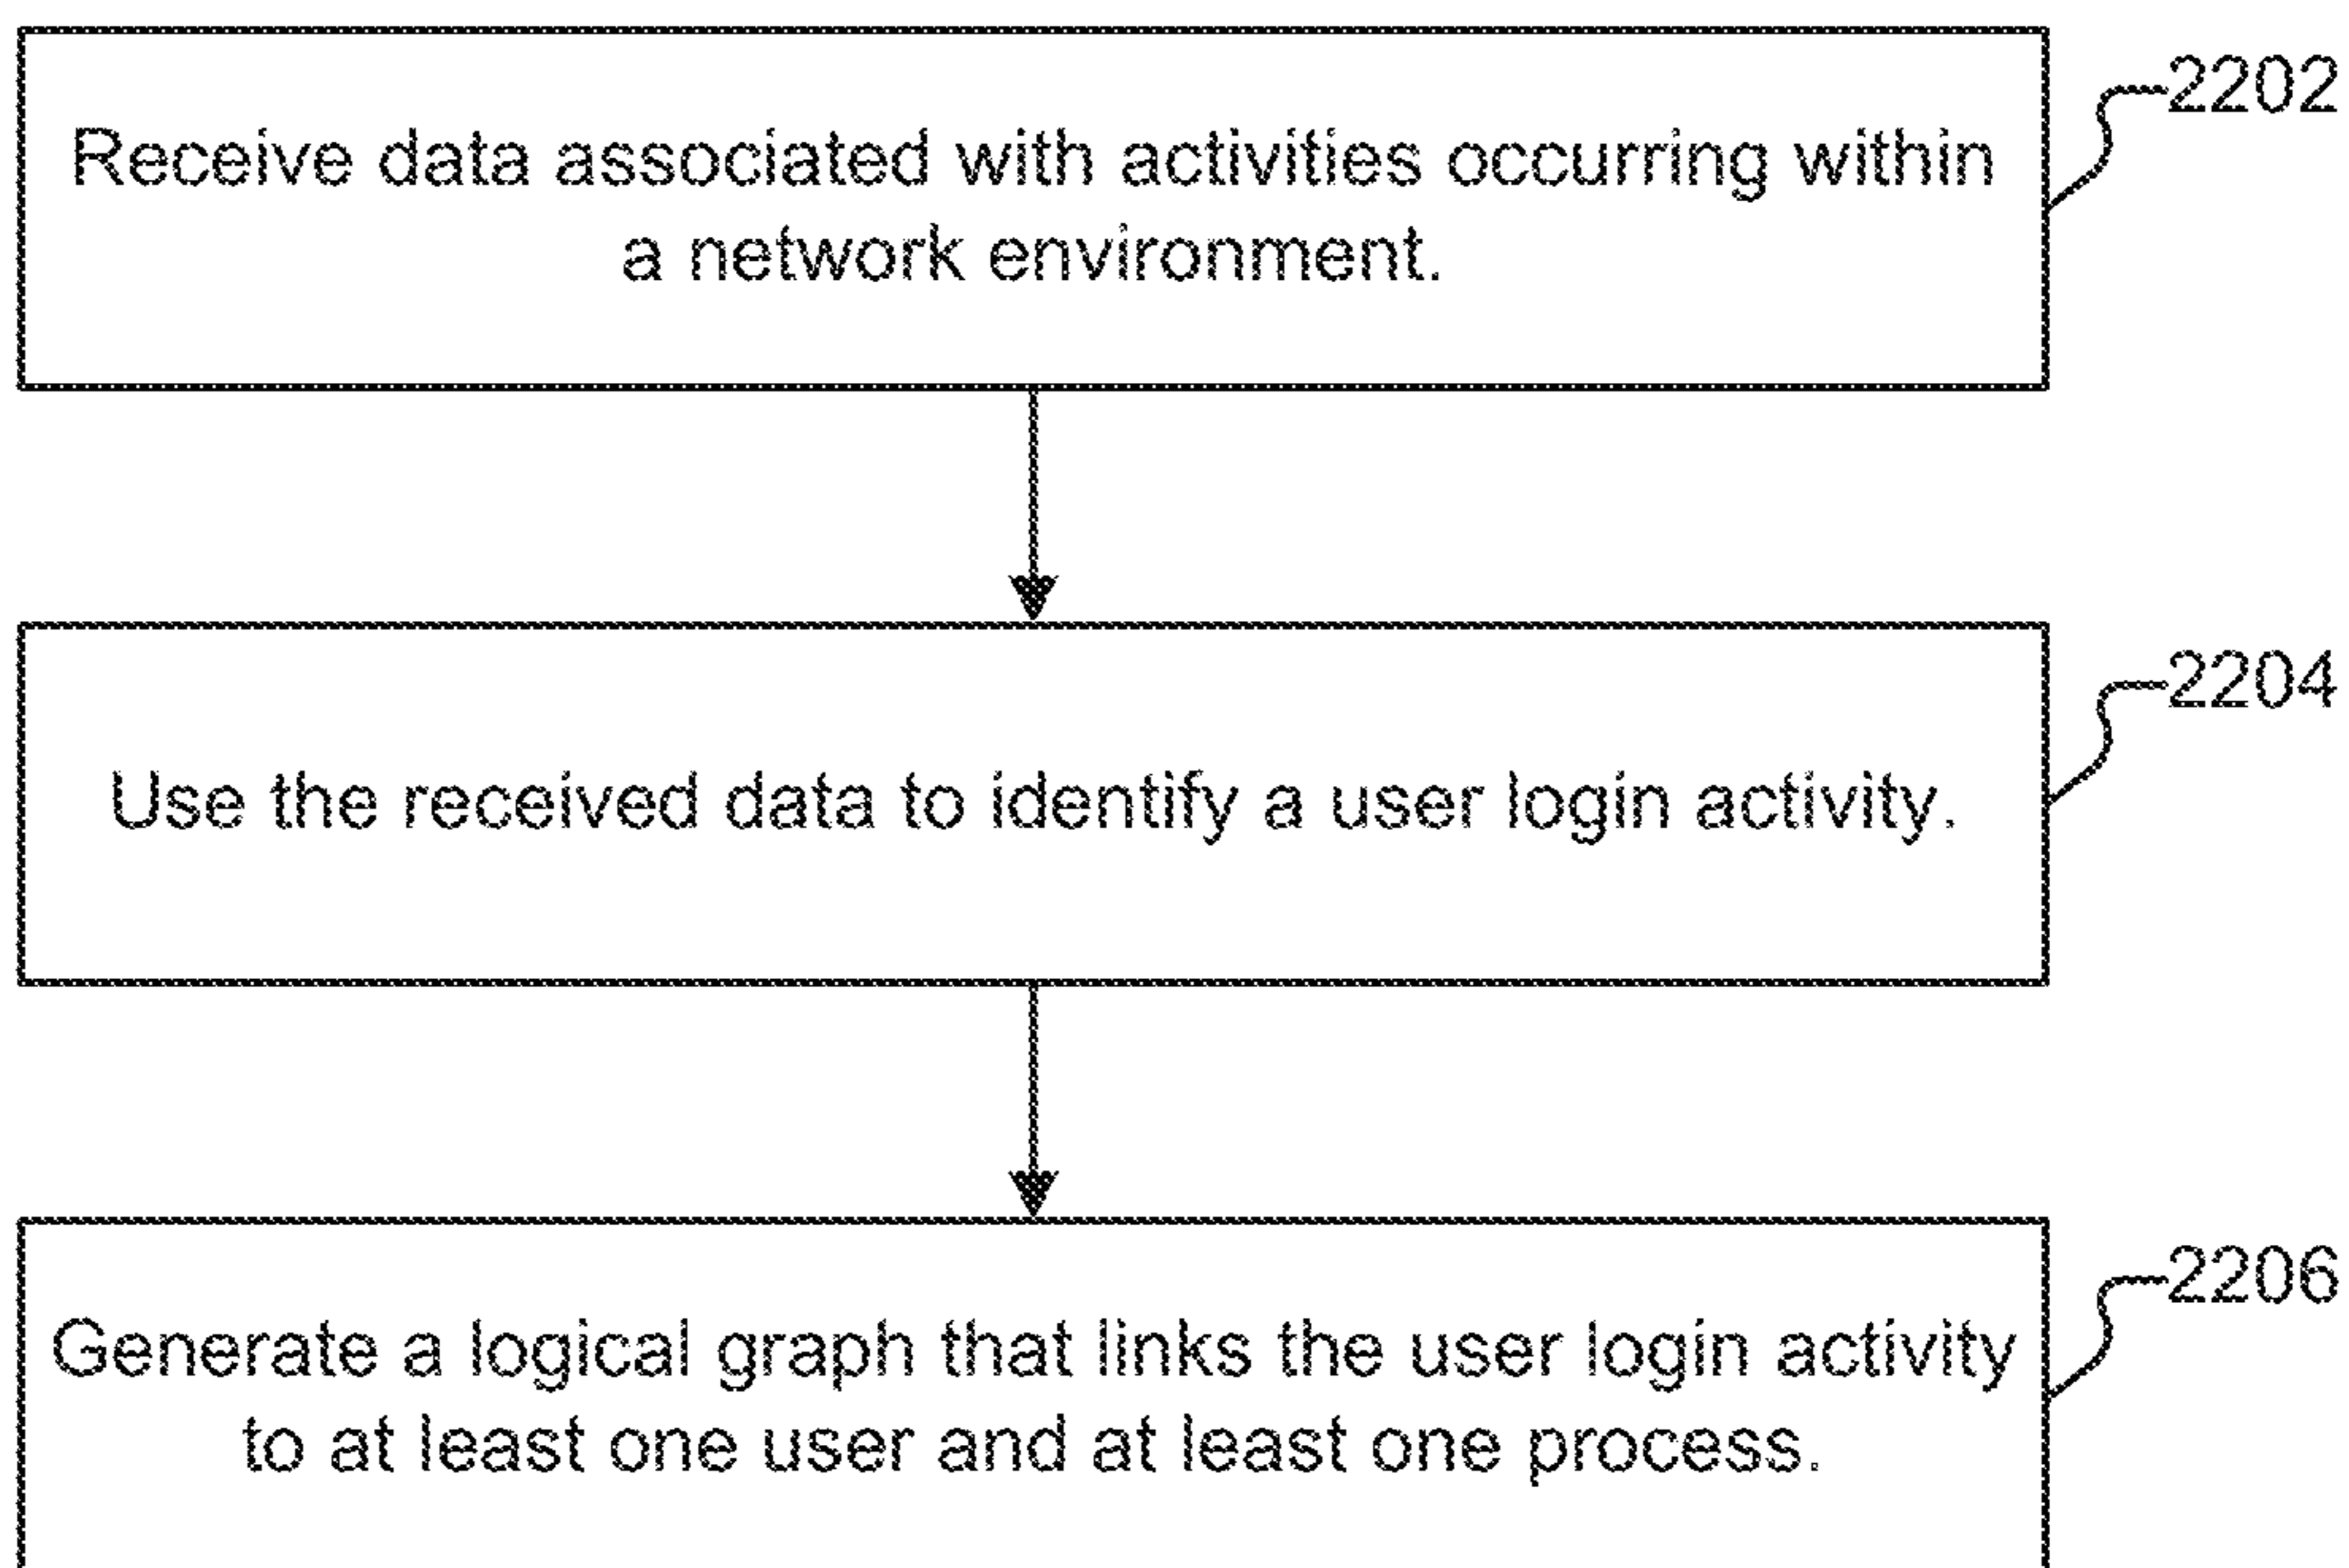 2202
Receive data associated with activities occurring within
a network environment.
2204
Use the received data to identify a user login activity.
2206
Generate a logical graph that links the user login activity
to at least one user and at least one process.